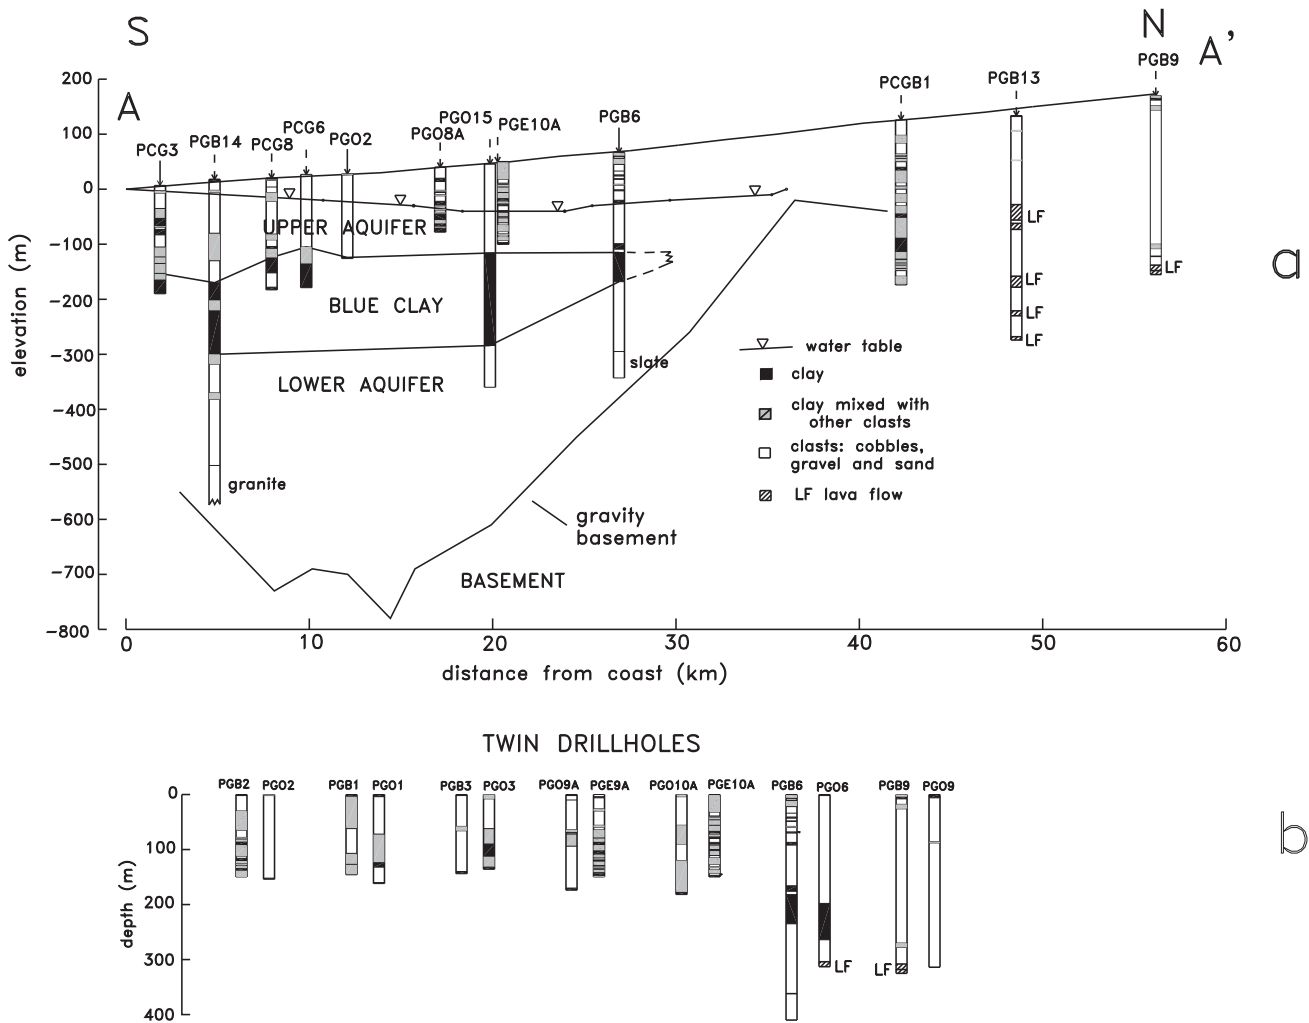 S
N
A'
A
PCG3
PGB14
PCG8
PCG6
PGO2
PGO8A
PGO15
PGE10A
PGB6
PCGB1
PGB13
PGB9
elevation (m)
200
100
0
-100
-200
-300
-400
-500
-600
-700
-800
UPPER AQUIFER
BLUE CLAY
LOWER AQUIFER
granite
slate
gravity
basement
BASEMENT
LF
LF
LF
LF
LF
water table
clay
clay mixed with
other clasts
clasts: cobbles,
gravel and sand
LF lava flow
a
0 10 20 30 40 50 60
distance from coast (km)
TWIN DRILLHOLES
PGB2 PGO2 PGB1 PGO1 PGB3 PGO3 PGO9A PGE9A PGO10A PGE10A PGB6 PGO6 PGB9 PGO9
depth (m)
0
100
200
300
400
LF
LF
b